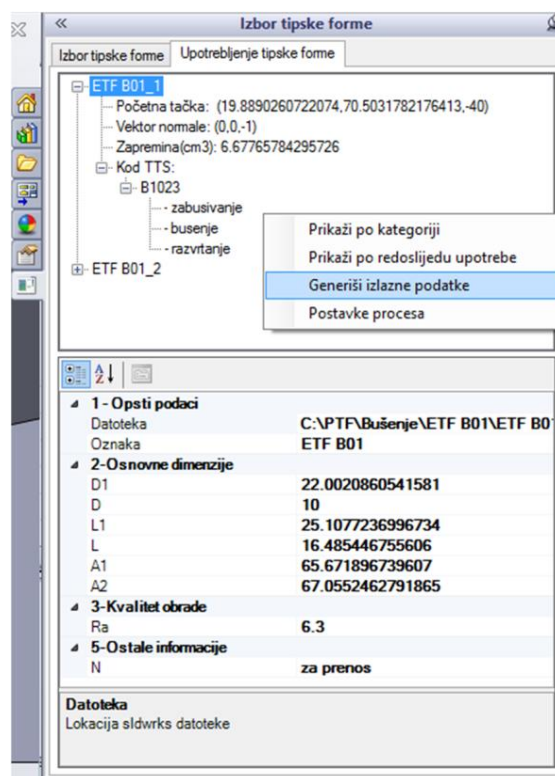 Izbor tipske forme
Izbor tipske forme Upotrebljenje tipske forme
ETF B01_1
Početna tačka: (19.8890260722074,70.5031782176413,-40)
Vektor normale: (0,0,-1)
Zapremina(cm3): 6.67765784295726
Kod TTS:
B1023
- zabusivanje
- busenje
- razvrtanje
ETF B01_2
Prikaži po kategoriji
Prikaži po redoslijedu upotrebe
Generiši izlazne podatke
Postavke procesa
1 - Opsti podaci
Datoteka C:\PTF\Bušenje\ETF B01\ETF B0
Oznaka ETF B01
2-Osnovne dimenzije
D1 22.0020860541581
D 10
L1 25.1077236996734
L 16.485446755606
A1 65.671896739607
A2 67.0552462791865
3-Kvalitet obrade
Ra 6.3
5-Ostale informacije
N za prenos
Datoteka
Lokacija sldwrks datoteke